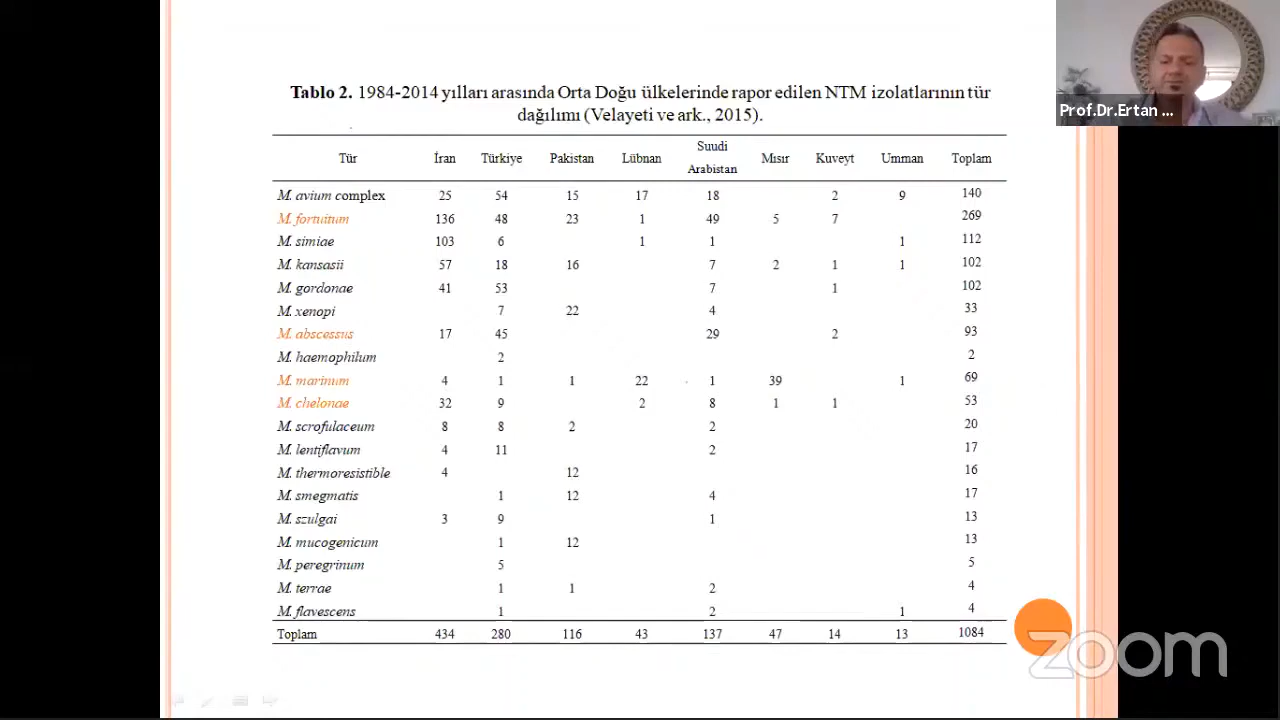 Prof.Dr.Ertan ...
Tablo 2. 1984-2014 yılları arasında Orta Doğu ülkelerinde rapor edilen NTM izolatlarının tür
dağılımı (Velayeti ve ark., 2015).
Tür İran Türkiye Pakistan Lübnan Suudi Arabistan Mısır Kuveyt Umman Toplam
M. avium complex 25 54 15 17 18 2 9 140
M. fortuitum 136 48 23 1 49 5 7 269
M. simiae 103 6 1 1 1 112
M. kansasii 57 18 16 7 2 1 1 102
M. gordonae 41 53 7 1 102
M. xenopi 7 22 4 33
M. abscessus 17 45 29 2 93
M. haemophilum 2 2
M. marinum 4 1 1 22 1 39 1 69
M. chelonae 32 9 2 8 1 1 53
M. scrofulaceum 8 8 2 2 20
M. lentiflavum 4 11 2 17
M. thermoresistible 4 12 16
M. smegmatis 1 12 4 17
M. szulgai 3 9 1 13
M. mucogenicum 1 12 13
M. peregrinum 5 5
M. terrae 1 1 2 4
M. flavescens 1 2 1 4
Toplam 434 280 116 43 137 47 14 13 1084
zoom